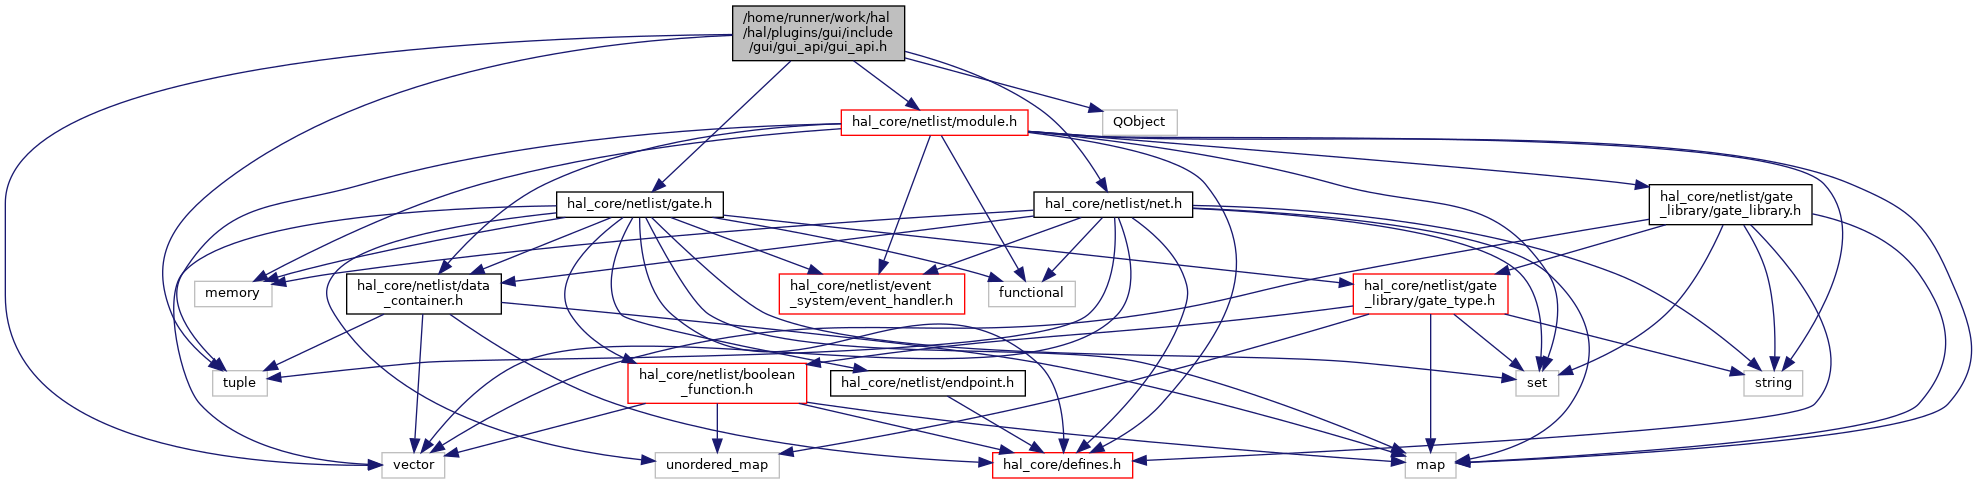 /home/runner/work/hal
/hal/plugins/gui/include
/gui/gui_api/gui_api.h
hal_core/netlist/module.h
QObject
hal_core/netlist/gate.h
hal_core/netlist/net.h
hal_core/netlist/gate
_library/gate_library.h
memory
hal_core/netlist/data
_container.h
hal_core/netlist/event
_system/event_handler.h
functional
hal_core/netlist/gate
_library/gate_type.h
tuple
hal_core/netlist/boolean
_function.h
hal_core/netlist/endpoint.h
set
string
vector
unordered_map
hal_core/defines.h
map